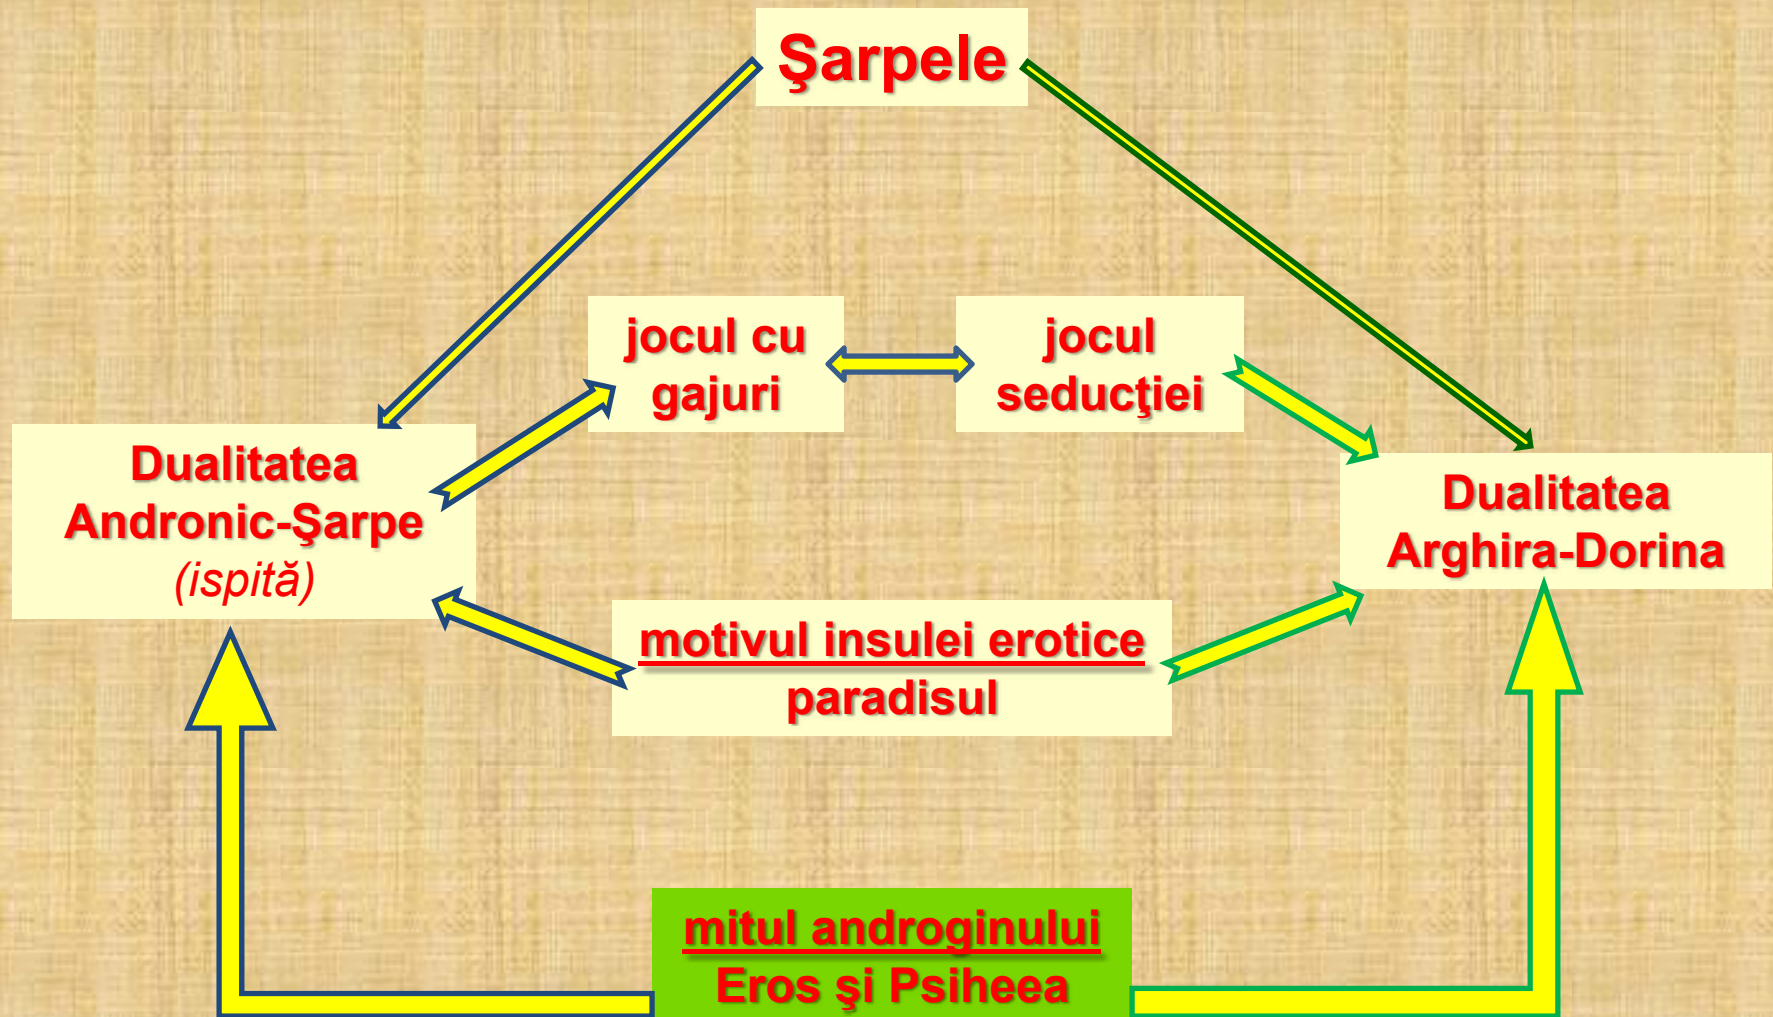 Şarpele
jocul cu
gajuri
jocul
seducţiei
Dualitatea
Andronic-Şarpe
(ispită)
Dualitatea
Arghira-Dorina
motivul insulei erotice
paradisul
mitul androginului
Eros şi Psiheea